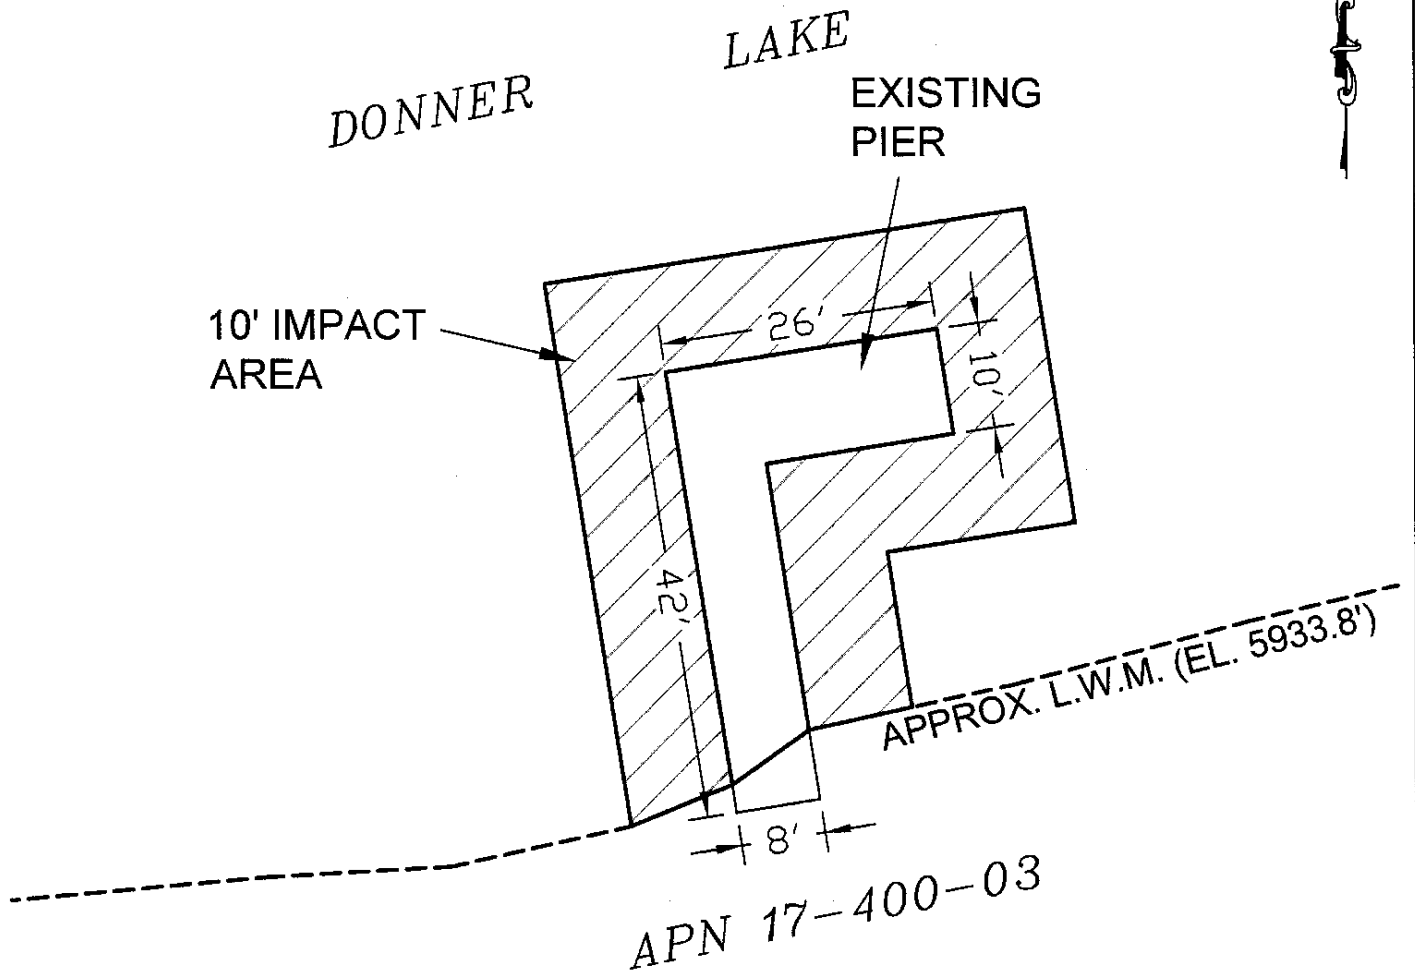 DONNER LAKE
EXISTING
PIER
10' IMPACT
AREA
26'
10'
42'
8'
APPROX. L.W.M. (EL. 5933.8')
APN 17-400-03